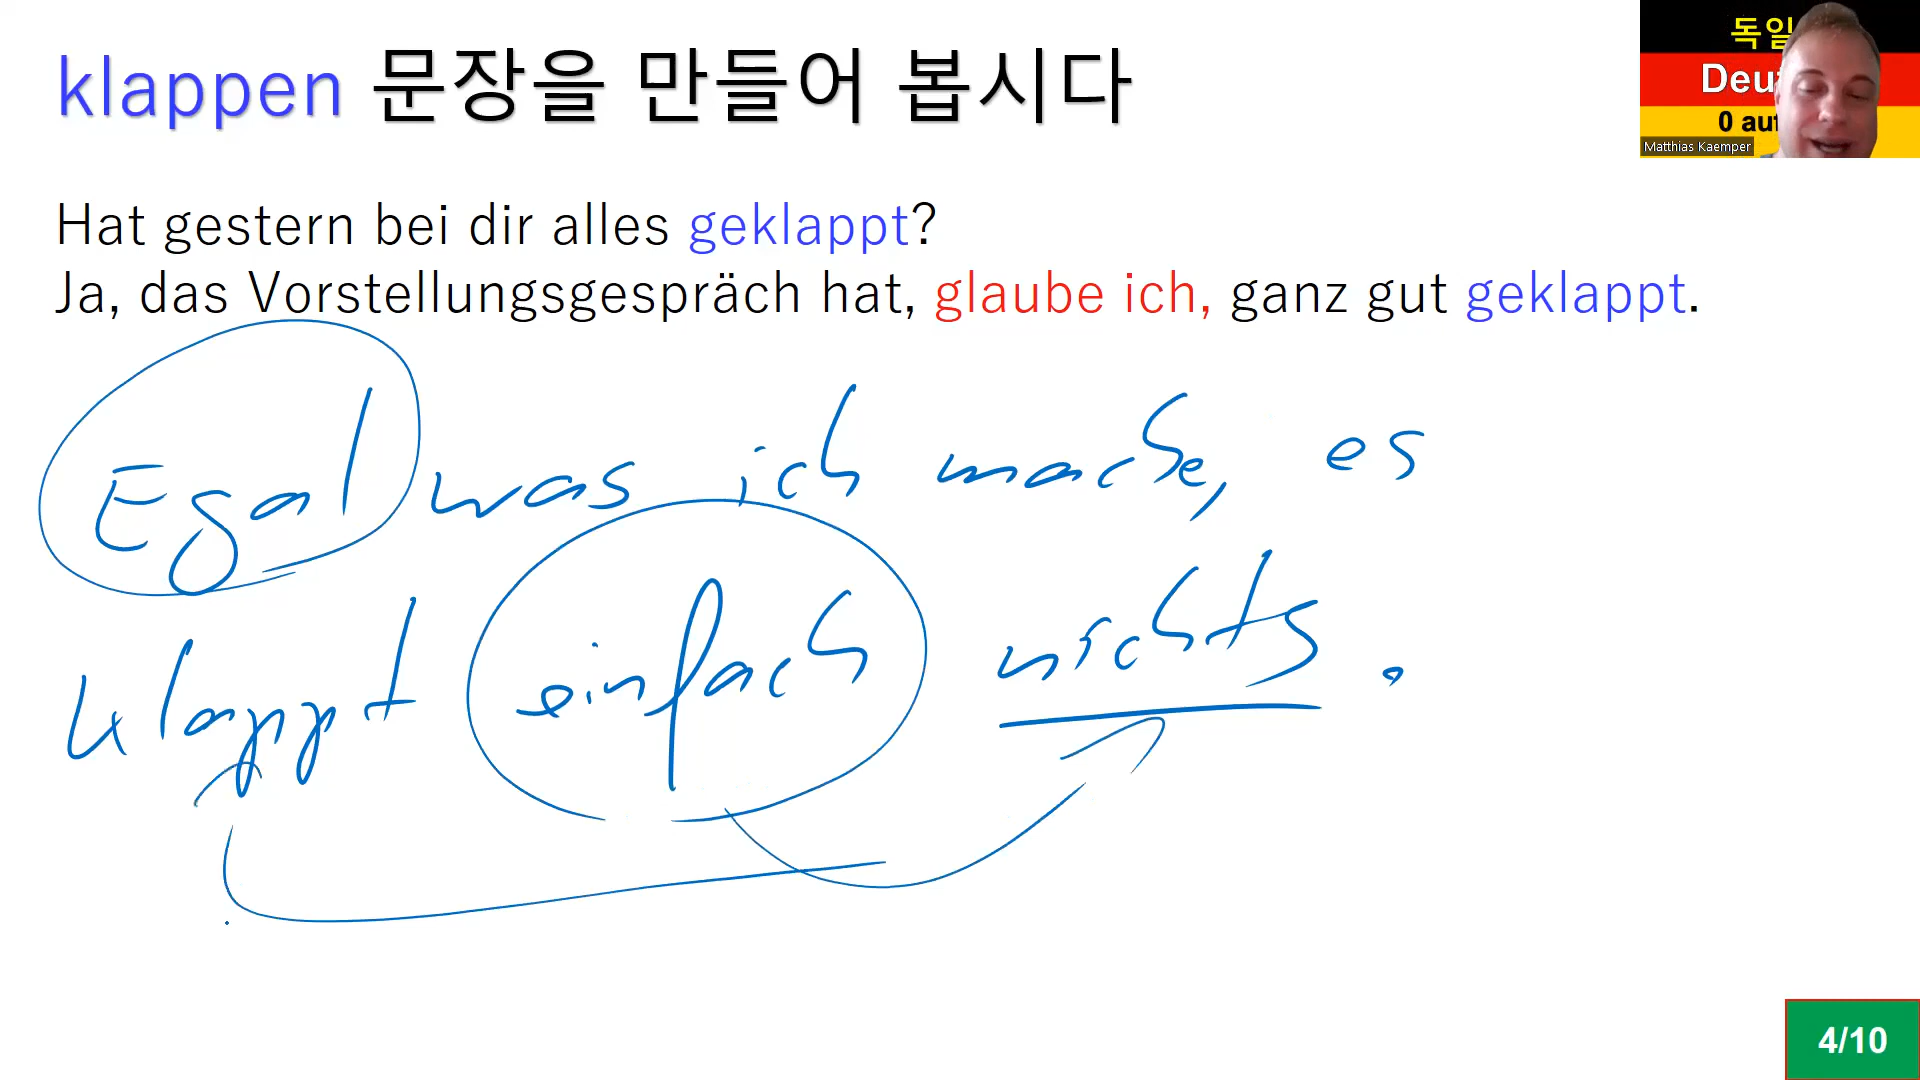 klappen 문장을 만들어 봅시다
독일
Deu
0 auf
Matthias Kaemper
Hat gestern bei dir alles geklappt?
Ja, das Vorstellungsgespräch hat, glaube ich, ganz gut geklappt.
Egal was ich mache, es
klappt einfach nichts.
4/10